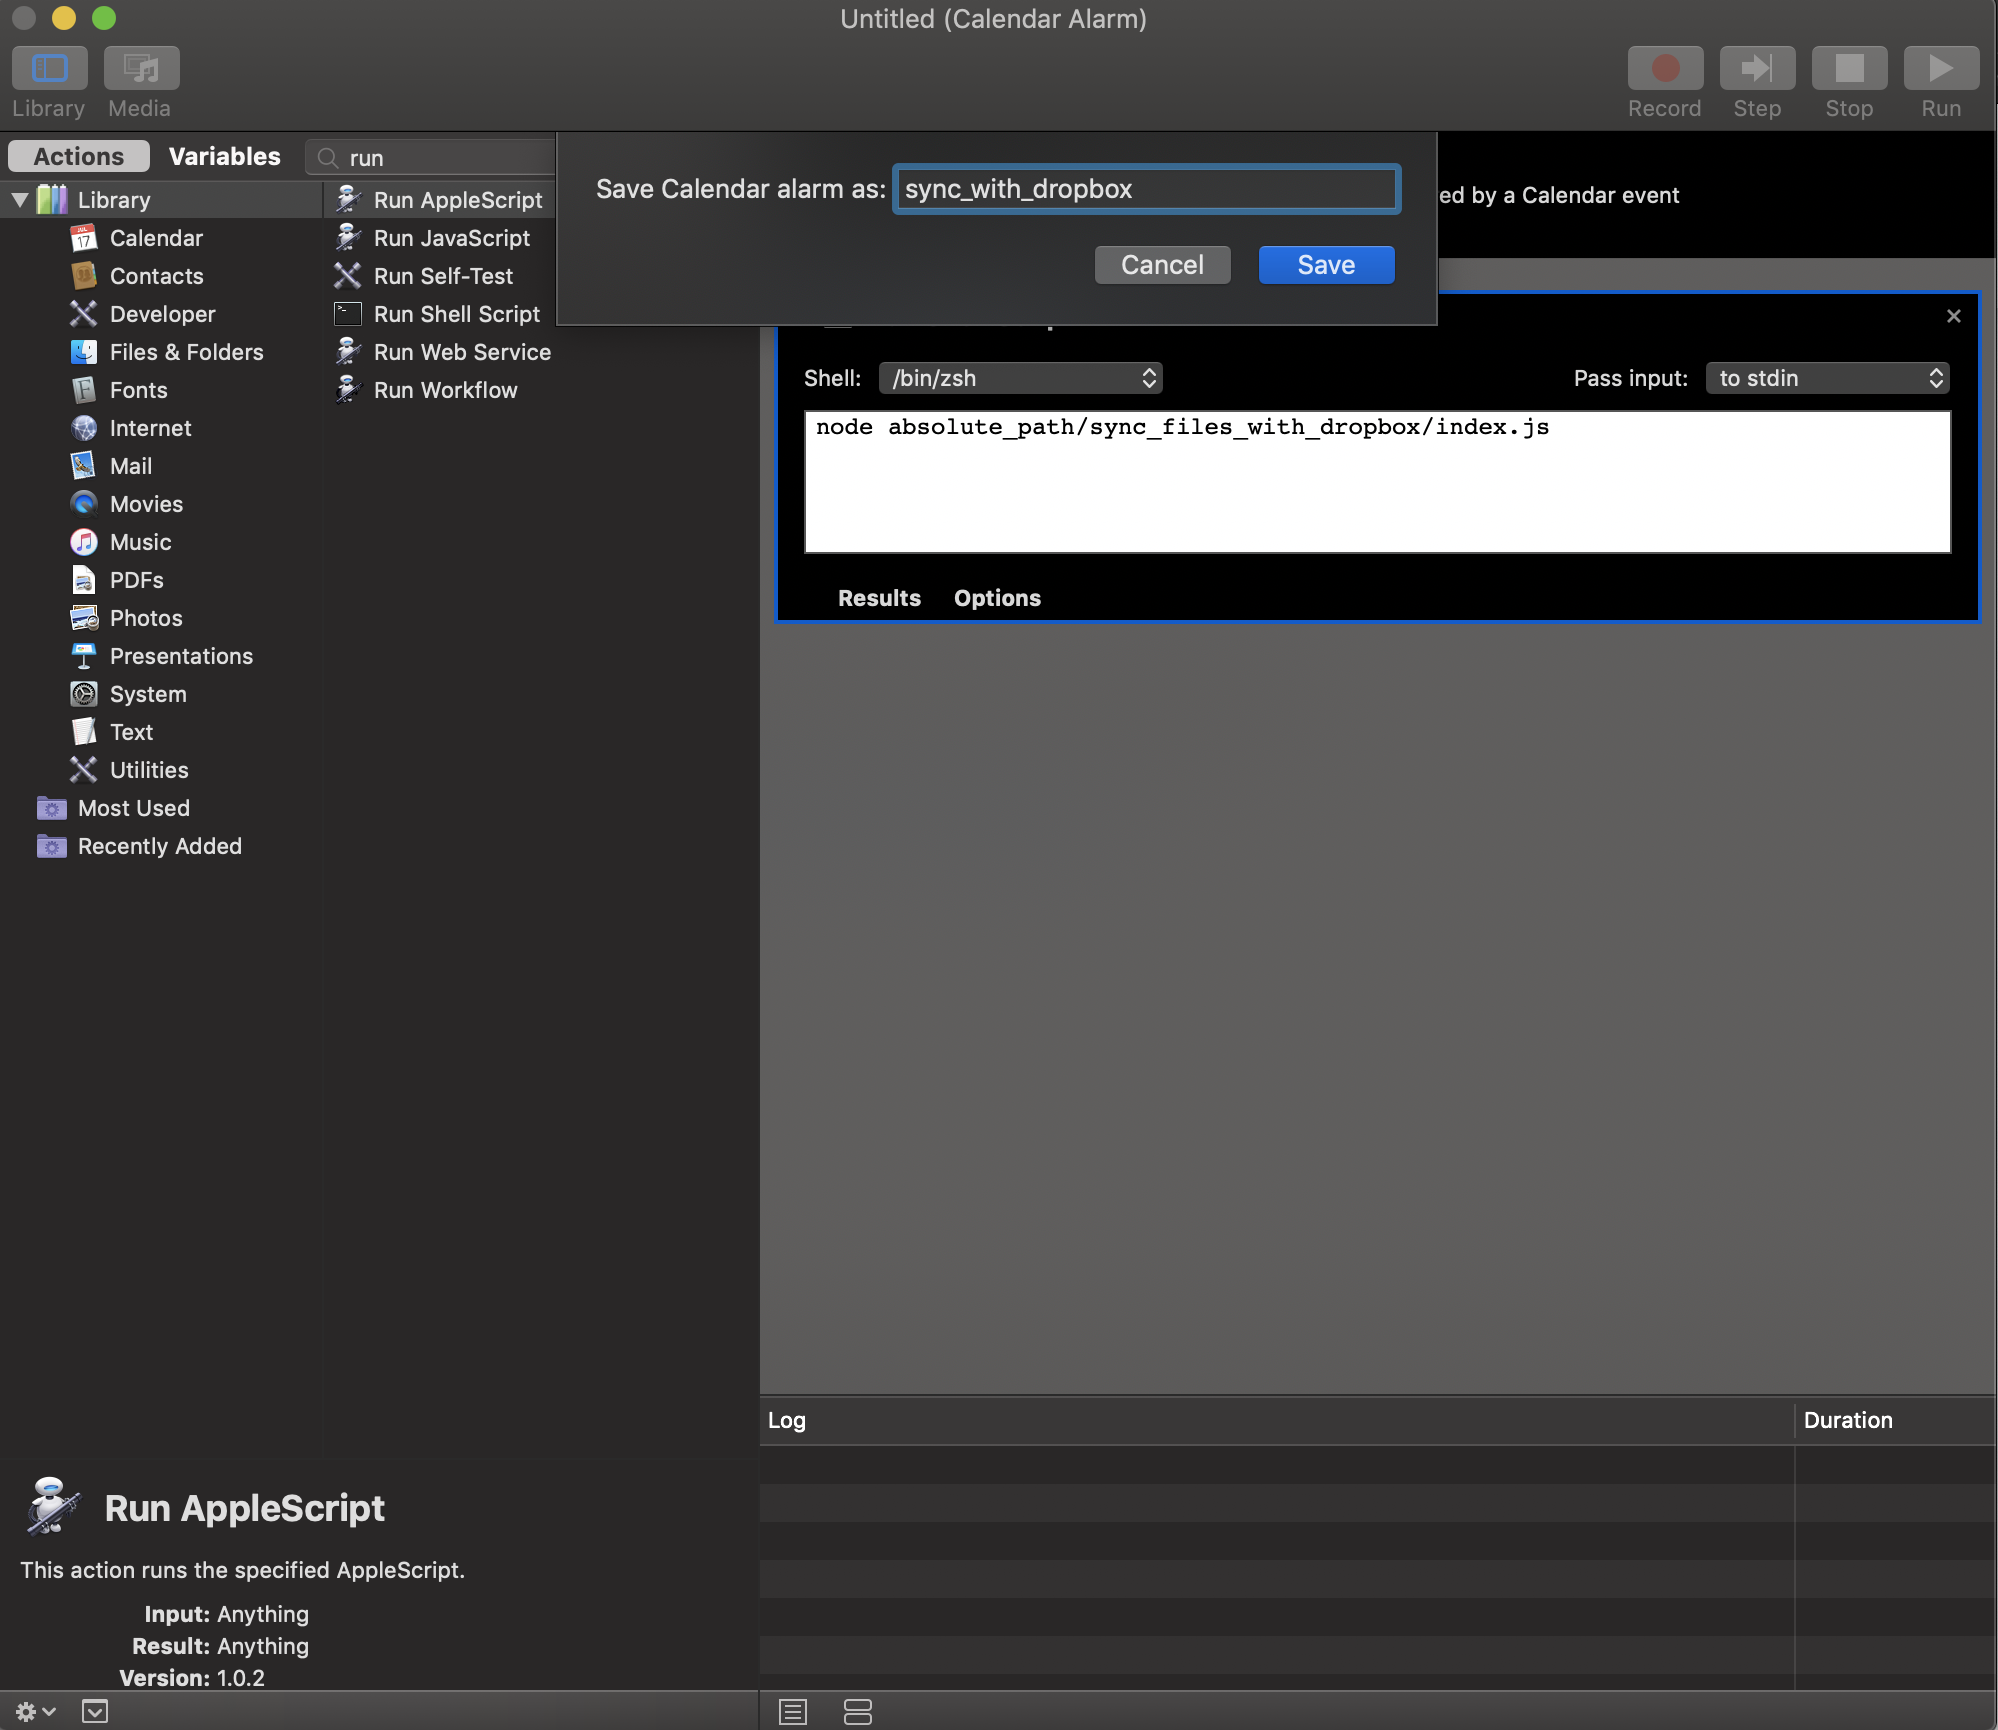 Untitled (Calendar Alarm)
Library
Media
Record
Step
Stop
Run
Actions
Variables
run
Library
Calendar
Contacts
Developer
Files & Folders
Fonts
Internet
Mail
Movies
Music
PDFs
Photos
Presentations
System
Text
Utilities
Most Used
Recently Added
Run AppleScript
Run JavaScript
Run Self-Test
Run Shell Script
Run Web Service
Run Workflow
Save Calendar alarm as: sync_with_dropbox
Cancel
Save
ed by a Calendar event
Shell: /bin/zsh
Pass input: to stdin
node absolute_path/sync_files_with_dropbox/index.js
Results
Options
Log
Duration
Run AppleScript
This action runs the specified AppleScript.
Input: Anything
Result: Anything
Version: 1.0.2